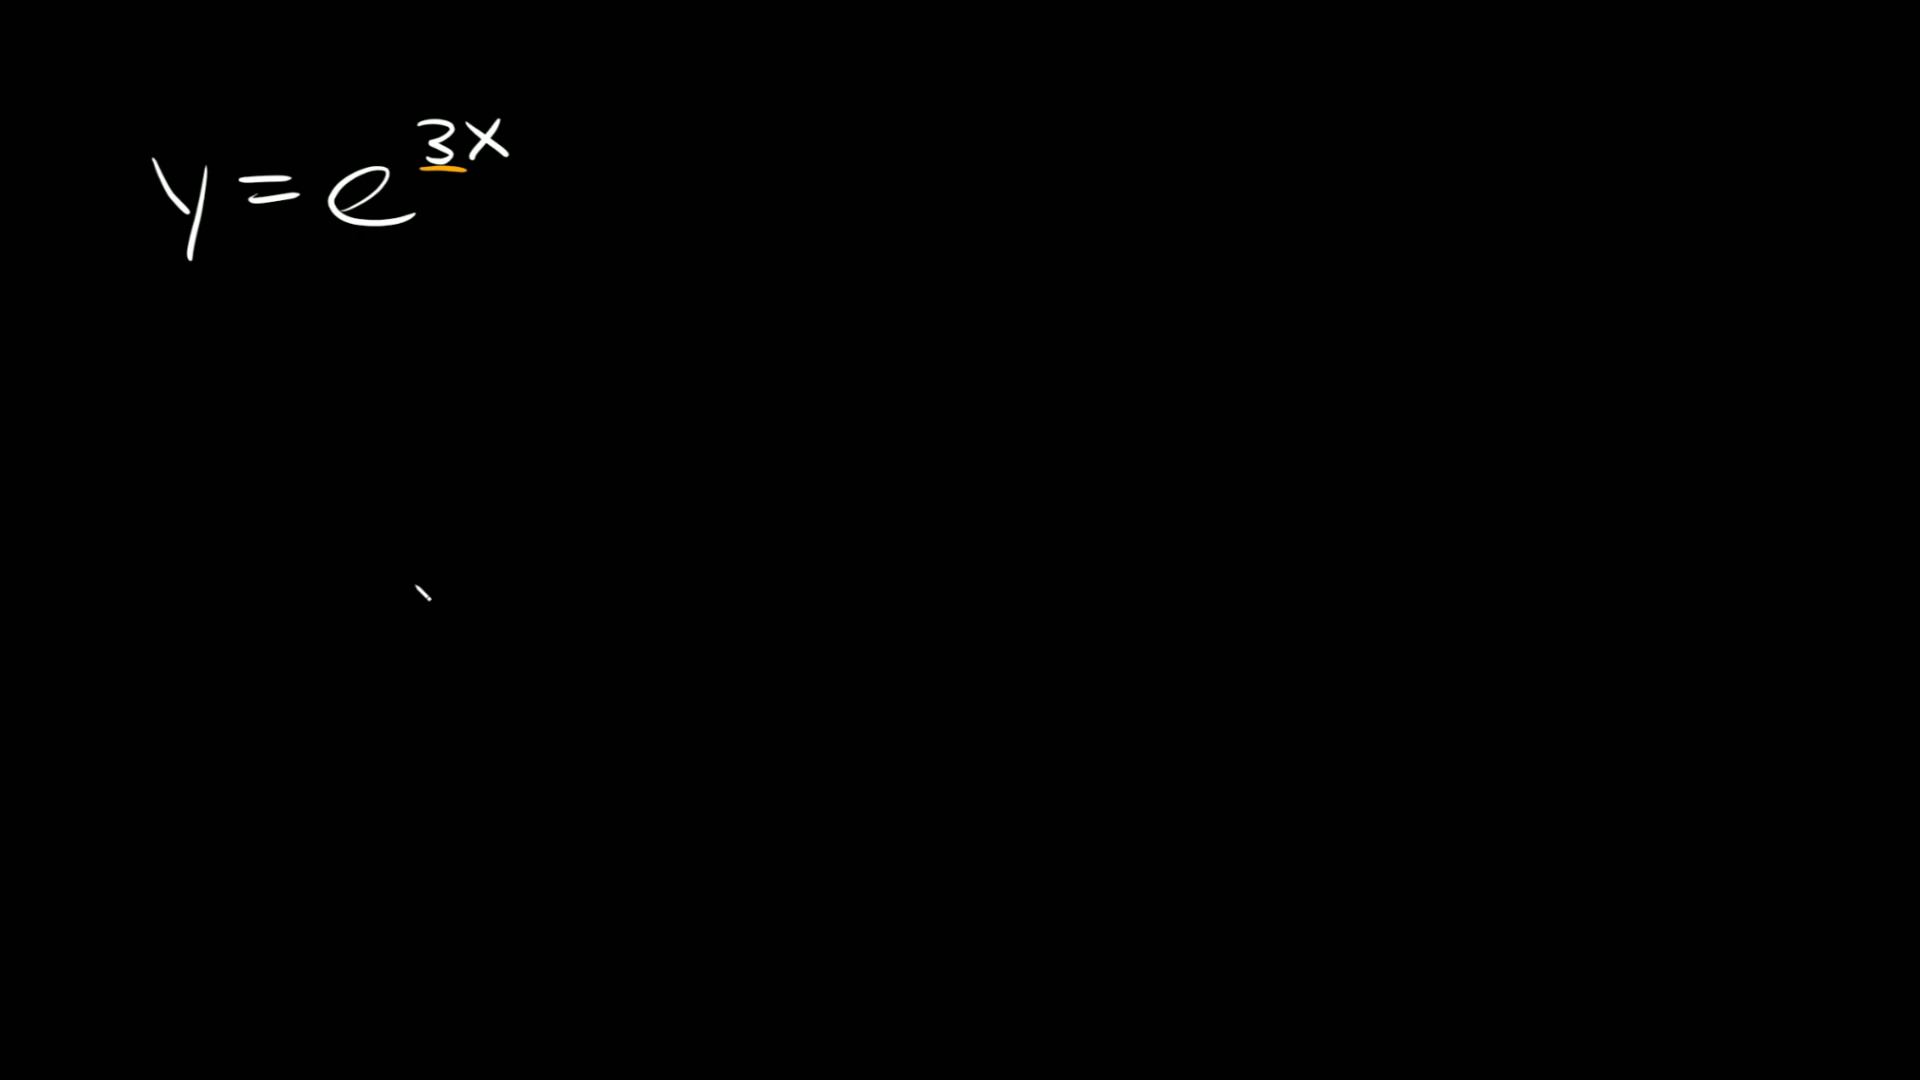 y = e^{3x}